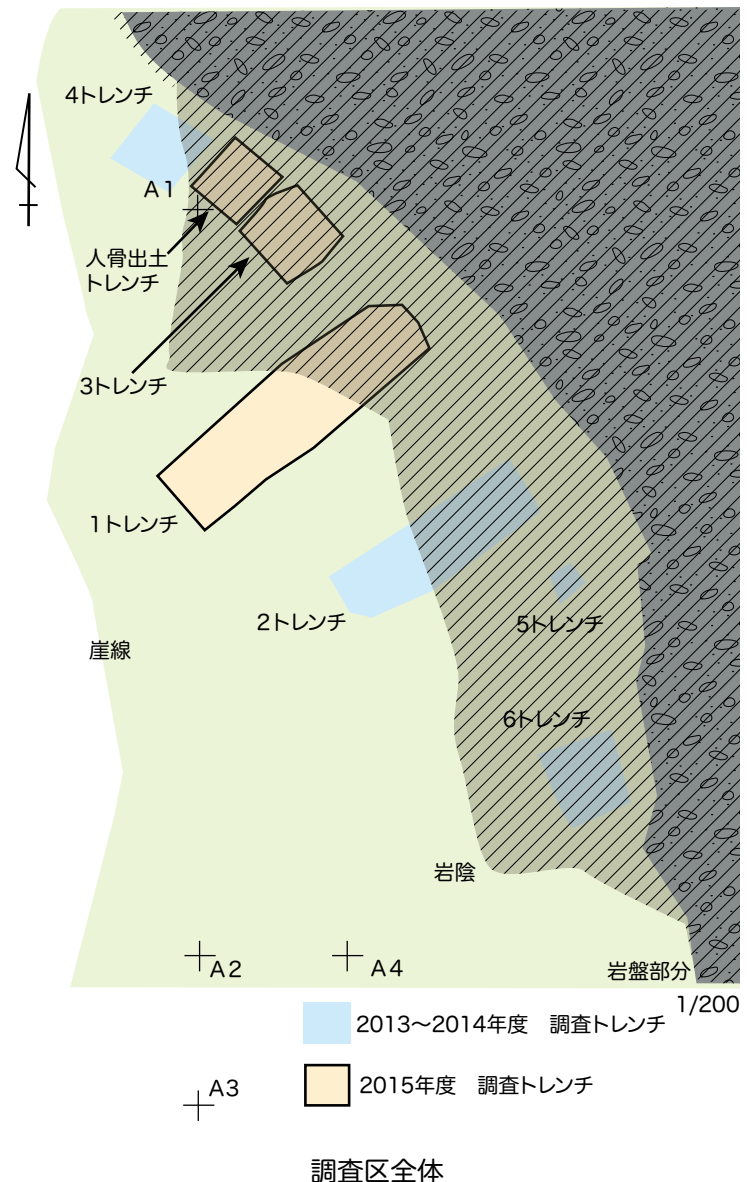 4トレンチ
A1
人骨出土
トレンチ
3トレンチ
1トレンチ
2トレンチ
5トレンチ
崖線
6トレンチ
岩陰
A2
A4
岩盤部分
1/200
2013〜2014年度　調査トレンチ
2015年度　調査トレンチ
A3
調査区全体